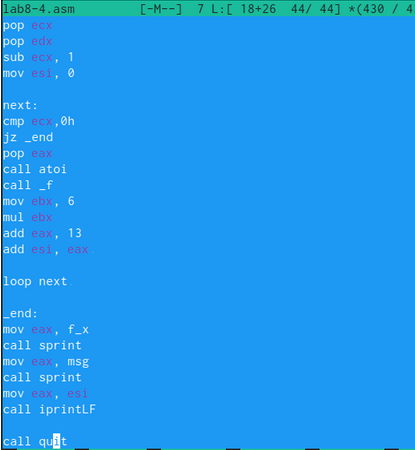 lab8-4.asm [-M--] 7 L:[ 18+26 44/ 44] *(430 / 4
pop ecx
pop edx
sub ecx, 1
mov esi, 0
next:
cmp ecx,0h
jz _end
pop eax
call atoi
call _f
mov ebx, 6
mul ebx
add eax, 13
add esi, eax
loop next
_end:
mov eax, f_x
call sprint
mov eax, msg
call sprint
mov eax, esi
call iprintLF
call quit